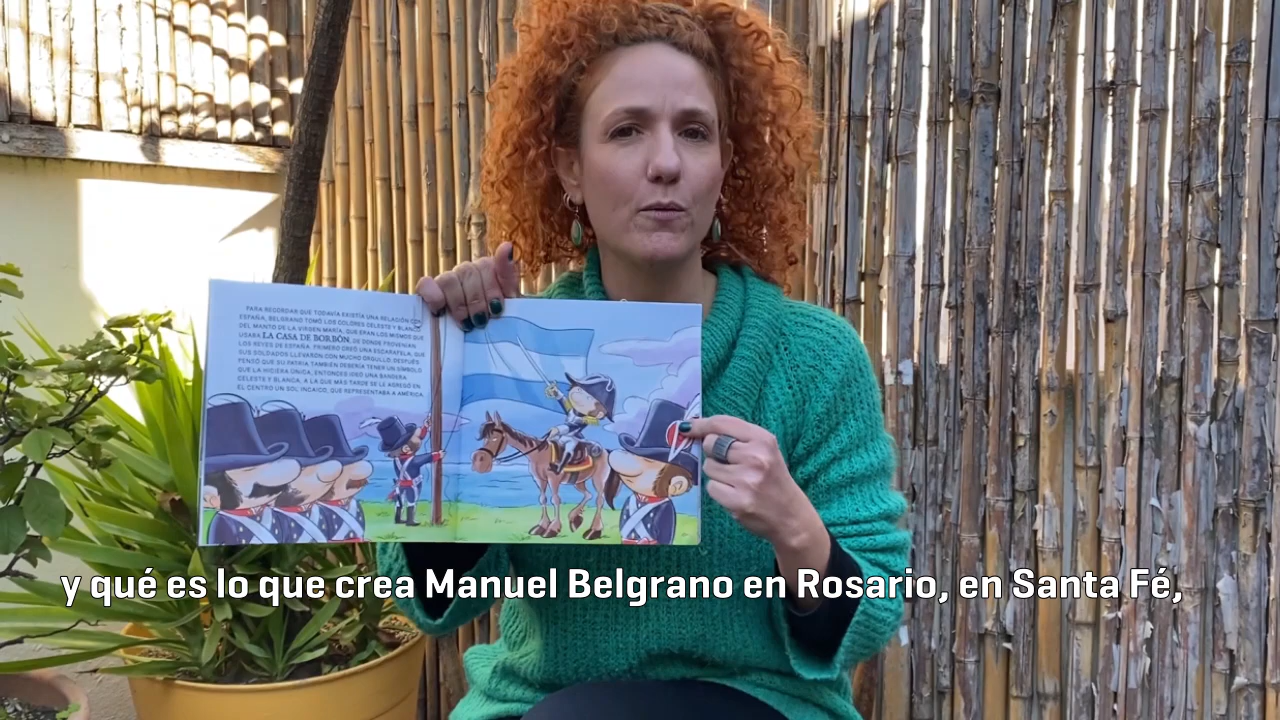 PARA RECORDAR QUE TODAVÍA EXISTÍA UNA RELACIÓN CON
ESPAÑA, BELGRANO TOMÓ LOS COLORES CELESTE Y BLANCO
DEL MANTO DE LA VIRGEN MARÍA, QUE ERAN LOS MISMOS QUE
USABA LA CASA DE BORBÓN, DE DONDE PROVENÍAN
LOS REYES DE ESPAÑA. PRIMERO CREÓ UNA ESCARAPELA, QUE
SUS SOLDADOS LLEVARON CON MUCHO ORGULLO. DESPUÉS
PENSÓ QUE SU PATRIA TAMBIÉN DEBERÍA TENER UN SÍMBOLO
QUE LA HICIERA ÚNICA, ENTONCES IDEÓ UNA BANDERA
CELESTE Y BLANCA, A LA QUE MÁS TARDE SE LE AGREGÓ EN
EL CENTRO UN SOL INCAICO, QUE REPRESENTABA A AMÉRICA.
y qué es lo que crea Manuel Belgrano en Rosario, en Santa Fé,